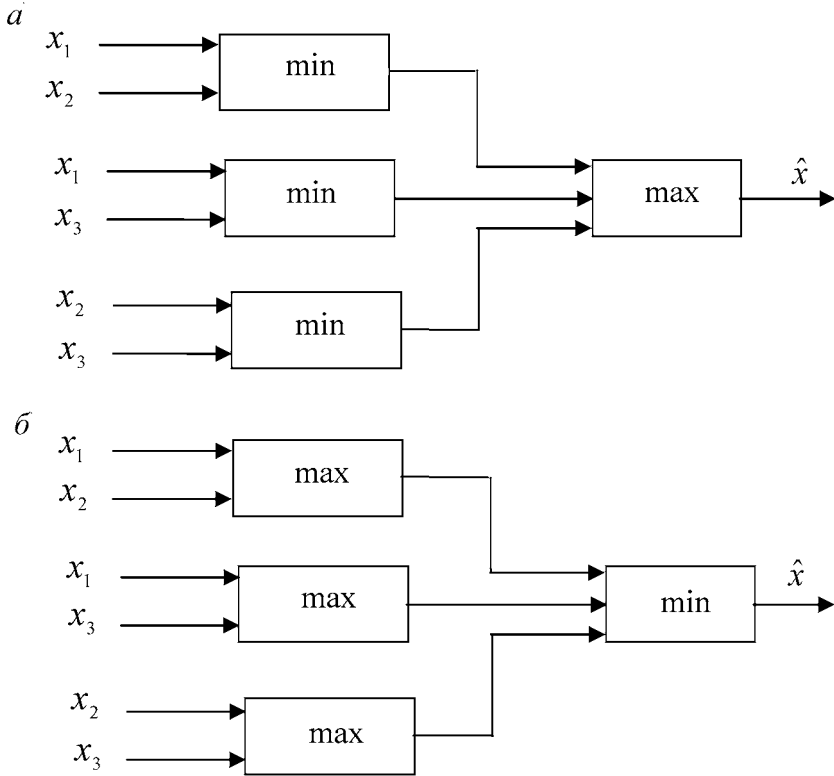 а
x₁
min
x₂
x₁
min
x₃
max
x̂
x₂
min
x₃
б
x₁
max
x₂
x₁
max
x₃
min
x̂
x₂
max
x₃